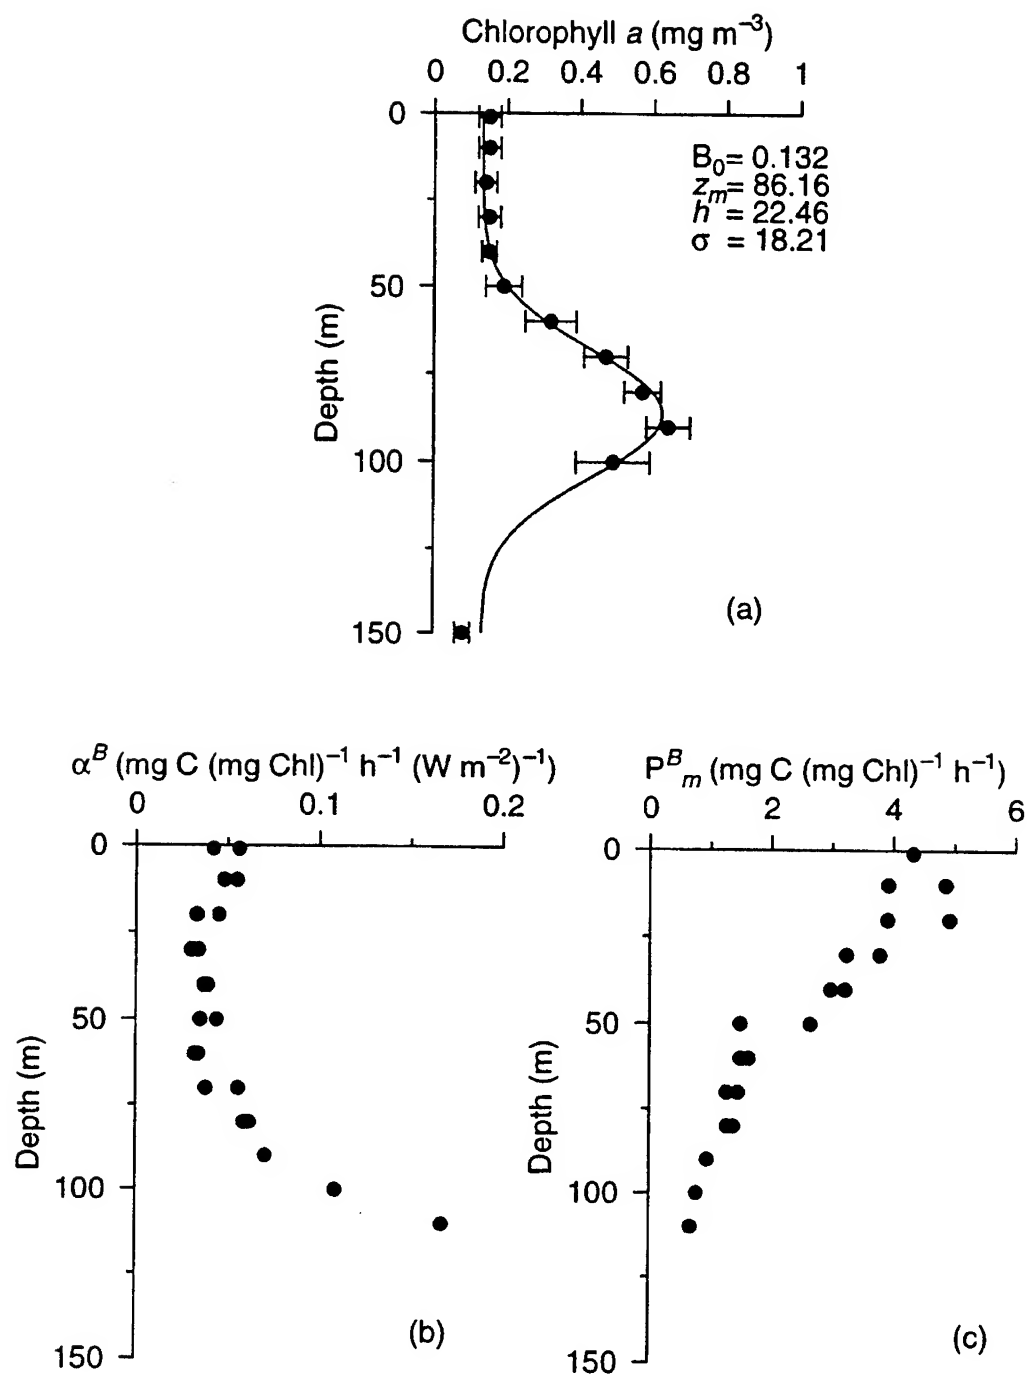 Chlorophyll a (mg m⁻³)
0 0.2 0.4 0.6 0.8 1
0
B₀= 0.132
zₘ= 86.16
h = 22.46
σ = 18.21
50
Depth (m)
100
(a)
150
αᴮ (mg C (mg Chl)⁻¹ h⁻¹ (W m⁻²)⁻¹)
0 0.1 0.2
0
50
Depth (m)
100
(b)
150
Pᴮₘ (mg C (mg Chl)⁻¹ h⁻¹)
0 2 4 6
0
50
Depth (m)
100
(c)
150